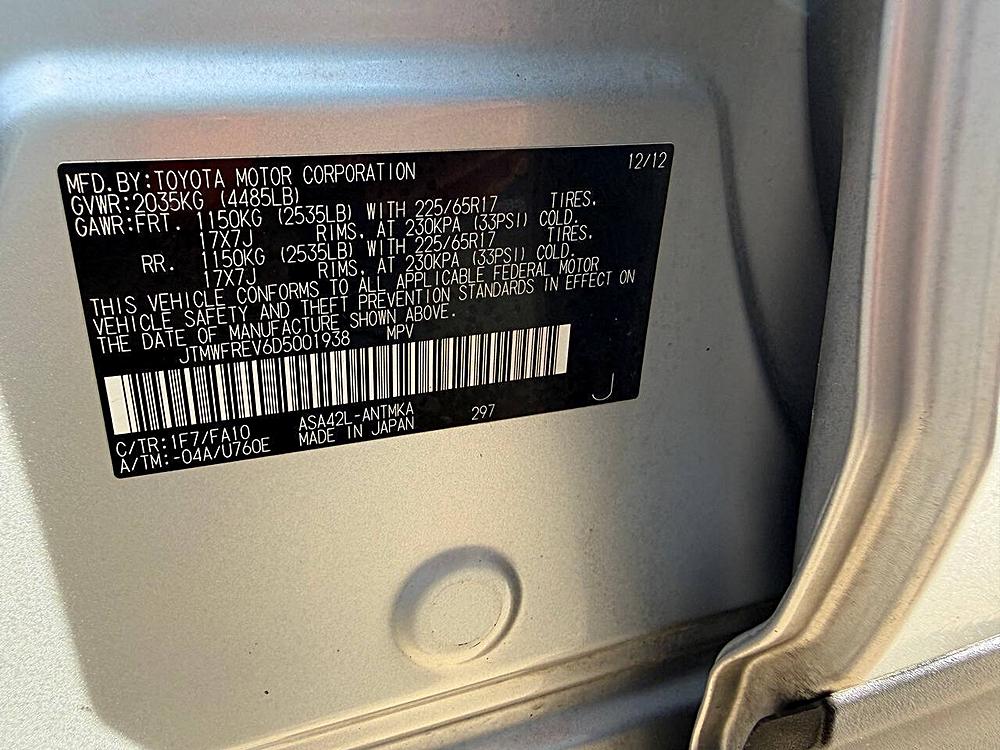 12/12
MFD.BY:TOYOTA MOTOR CORPORATION
GVWR:2035KG (4485LB)
GAWR:FRT. 1150KG (2535LB) WITH 225/65R17 TIRES,
17X7J RIMS, AT 230KPA (33PSI) COLD.
RR. 1150KG (2535LB) WITH 225/65R17 TIRES,
17X7J RIMS, AT 230KPA (33PSI) COLD.
THIS VEHICLE CONFORMS TO ALL APPLICABLE FEDERAL MOTOR
VEHICLE SAFETY AND THEFT PREVENTION STANDARDS IN EFFECT ON
THE DATE OF MANUFACTURE SHOWN ABOVE.
JTMWFREV6D5001938 MPV
C/TR:1F7/FA10 ASA42L-ANTMKA 297 J
A/TM:-04A/U760E MADE IN JAPAN